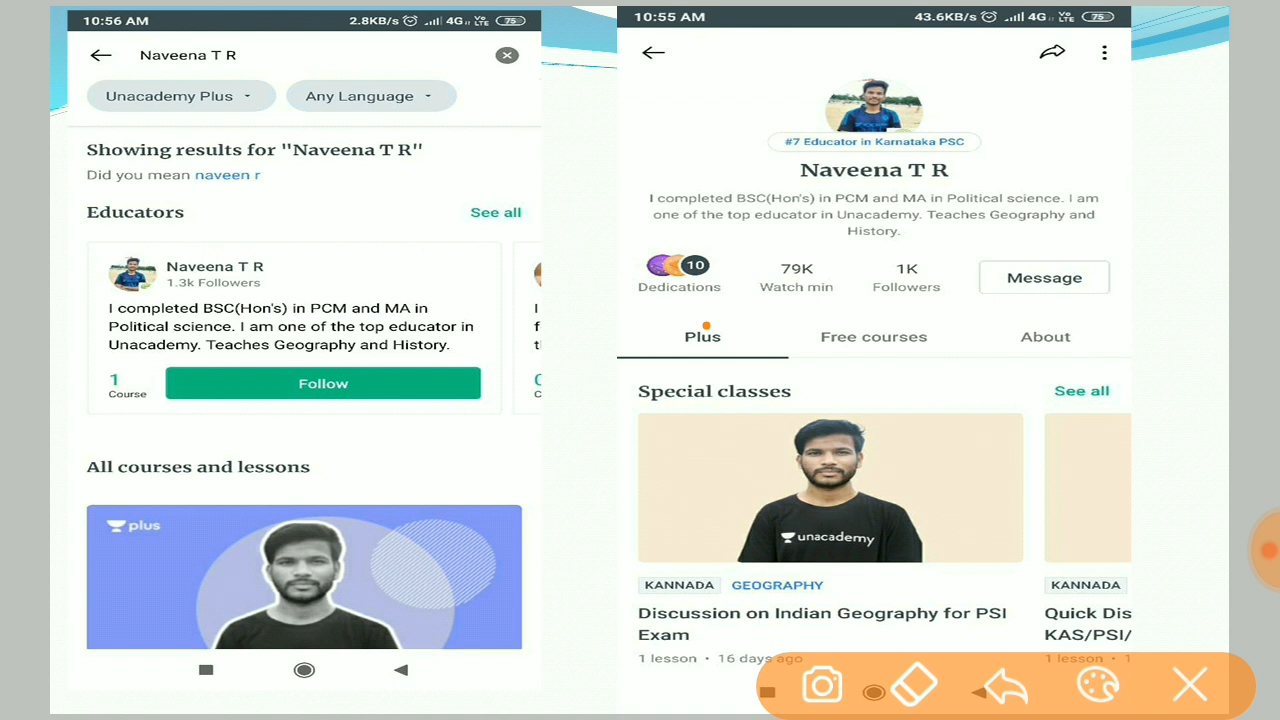 10:56 AM
2.8KB/s 4G Vo LTE 75
Naveena T R
Unacademy Plus
Any Language
Showing results for "Naveena T R"
Did you mean naveen r
Educators
See all
Naveena T R
1.3k Followers
I completed BSC(Hon's) in PCM and MA in
Political science. I am one of the top educator in
Unacademy. Teaches Geography and History.
1
Course
Follow
All courses and lessons
plus
10:55 AM
43.6KB/s 4G Vo LTE 75
#7 Educator in Karnataka PSC
Naveena T R
I completed BSC(Hon's) in PCM and MA in Political science. I am
one of the top educator in Unacademy. Teaches Geography and
History.
10
Dedications
79K
Watch min
1K
Followers
Message
Plus
Free courses
About
Special classes
See all
unacademy
KANNADA GEOGRAPHY
Discussion on Indian Geography for PSI
Exam
1 lesson • 16 days ago
KANNADA
Quick Dis
KAS/PSI/
1 lesson • 1